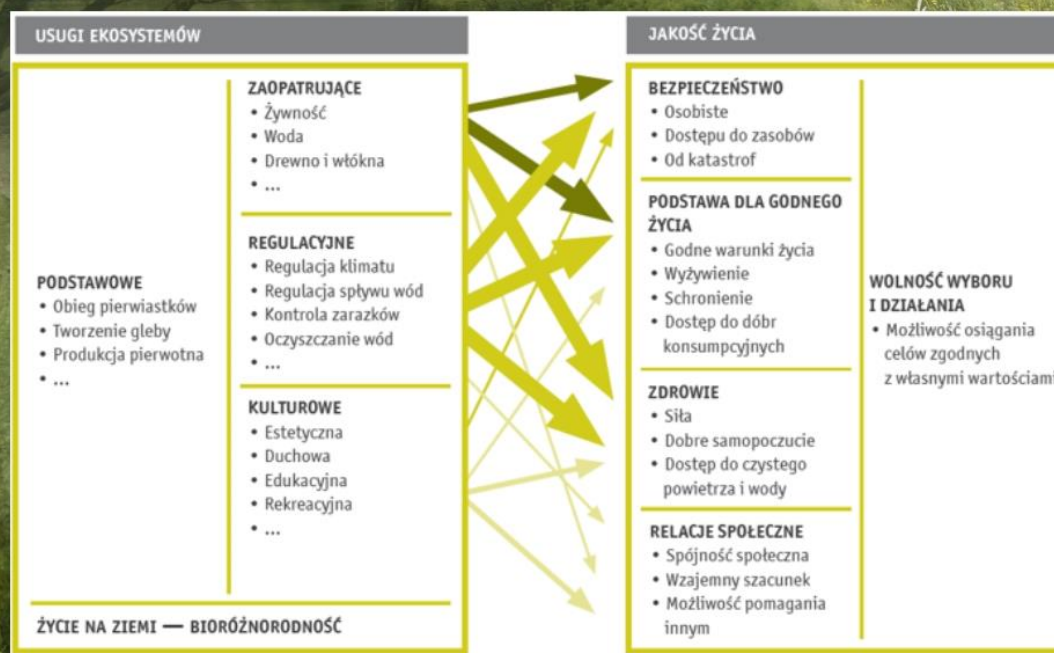 USUGI EKOSYSTEMÓW
PODSTAWOWE
• Obieg pierwiastków
• Tworzenie gleby
• Produkcja pierwotna
• ...
ZAOPATRUJĄCE
• Żywność
• Woda
• Drewno i włókna
• ...
REGULACYJNE
• Regulacja klimatu
• Regulacja spływu wód
• Kontrola zarazków
• Oczyszczanie wód
• ...
KULTUROWE
• Estetyczna
• Duchowa
• Edukacyjna
• Rekreacyjna
• ...
ŻYCIE NA ZIEMI — BIORÓŻNORODNOŚĆ
JAKOŚĆ ŻYCIA
BEZPIECZEŃSTWO
• Osobiste
• Dostępu do zasobów
• Od katastrof
PODSTAWA DLA GODNEGO
ŻYCIA
• Godne warunki życia
• Wyżywienie
• Schronienie
• Dostęp do dóbr
konsumpcyjnych
ZDROWIE
• Siła
• Dobre samopoczucie
• Dostęp do czystego
powietrza i wody
RELACJE SPOŁECZNE
• Spójność społeczna
• Wzajemny szacunek
• Możliwość pomagania
innym
WOLNOŚĆ WYBORU
I DZIAŁANIA
• Możliwość osiągania
celów zgodnych
z własnymi wartościami